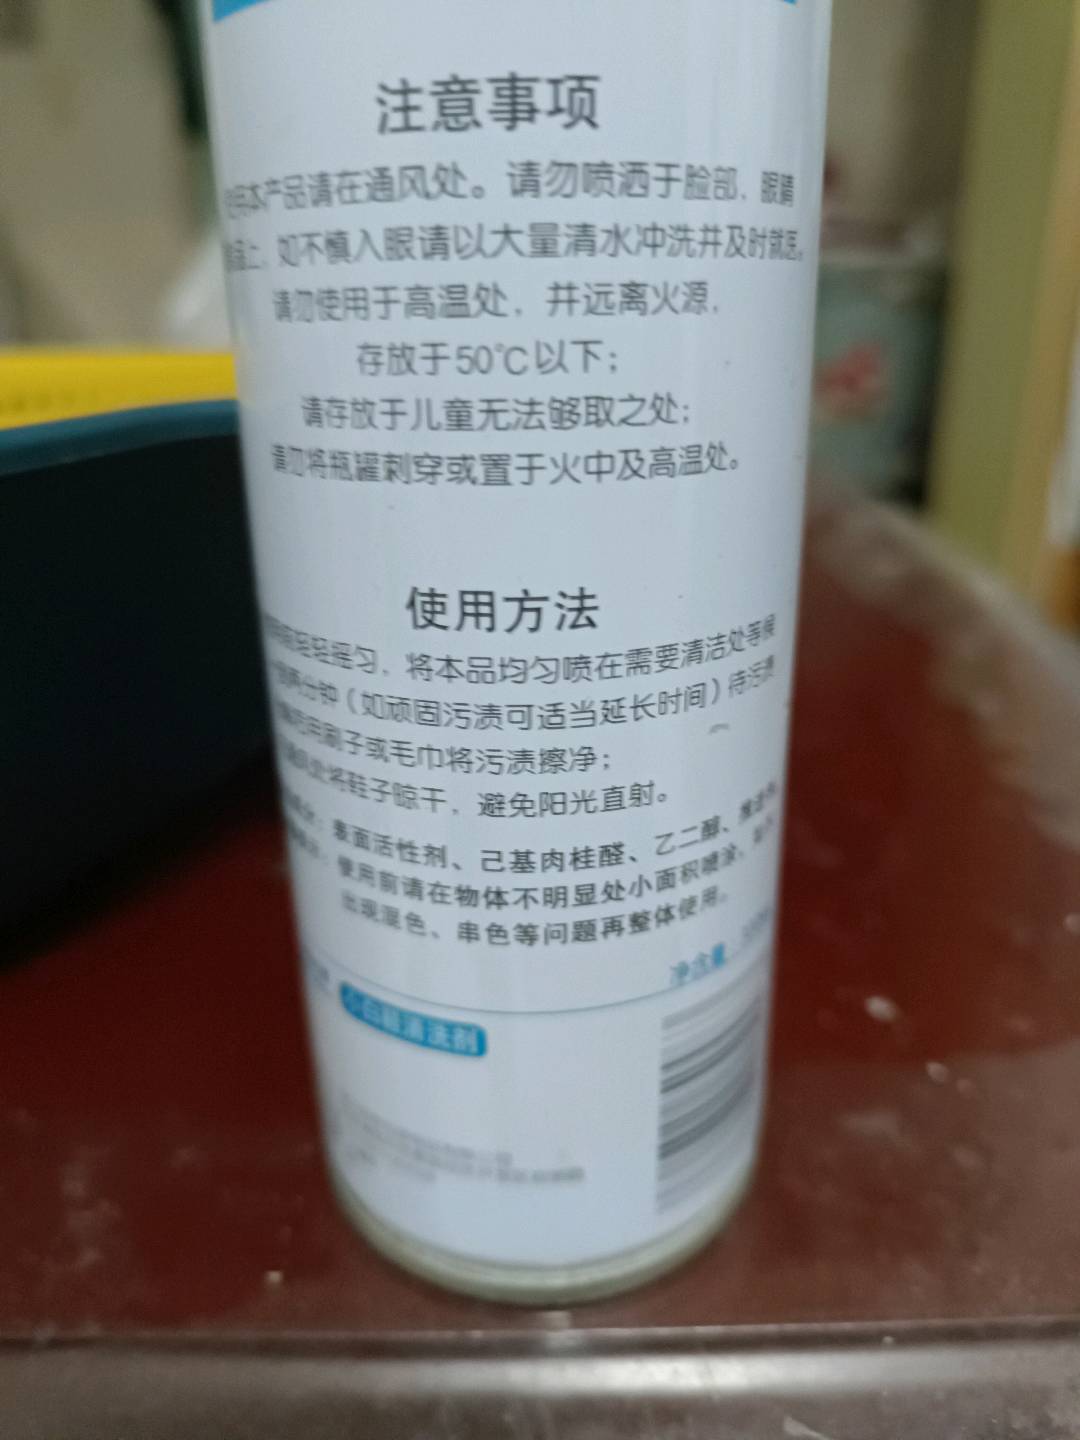 注意事项
本产品请在通风处。请勿喷洒于脸部，眼睛
上，如不慎入眼请以大量清水冲洗并及时就医。
请勿使用于高温处，并远离火源，
存放于50℃以下；
请存放于儿童无法够取之处；
请勿将瓶罐刺穿或置于火中及高温处。
使用方法
轻轻摇匀，将本品均匀喷在需要清洁处等候
两分钟（如顽固污渍可适当延长时间）待污渍
用刷子或毛巾将污渍擦净；
处将鞋子晾干，避免阳光直射。
表面活性剂、己基肉桂醛、乙二醇、推进剂
使用前请在物体不明显处小面积喷涂，
出现混色、串色等问题再整体使用。
净含量
小白鞋清洗剂